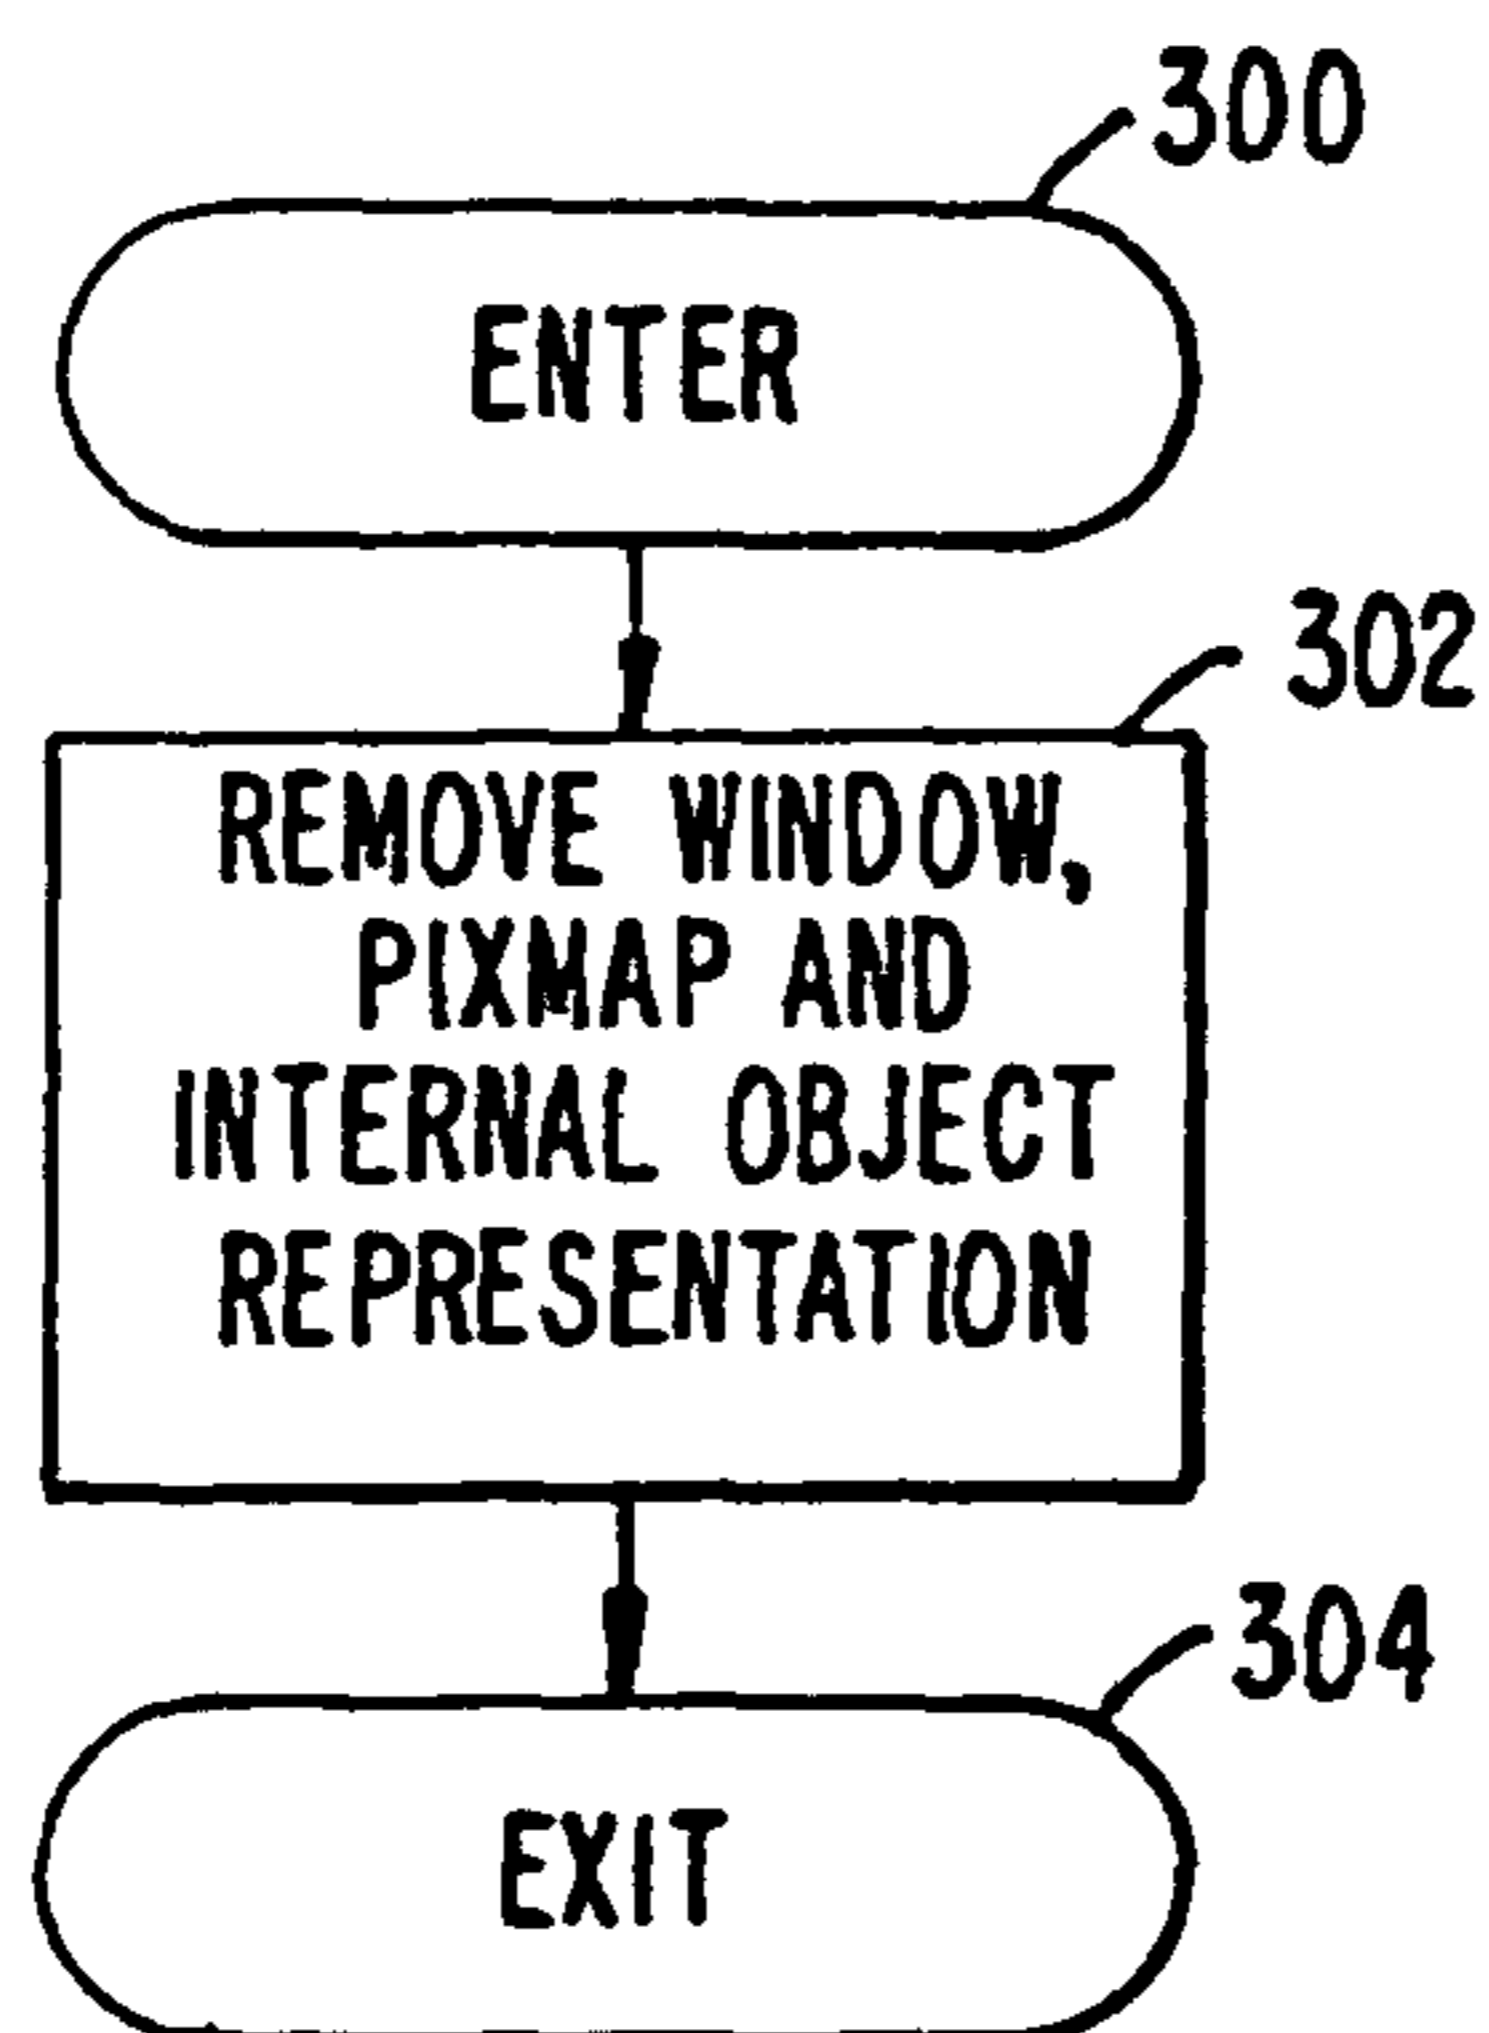 300
ENTER
302
REMOVE WINDOW,
PIXMAP AND
INTERNAL OBJECT
REPRESENTATION
304
EXIT